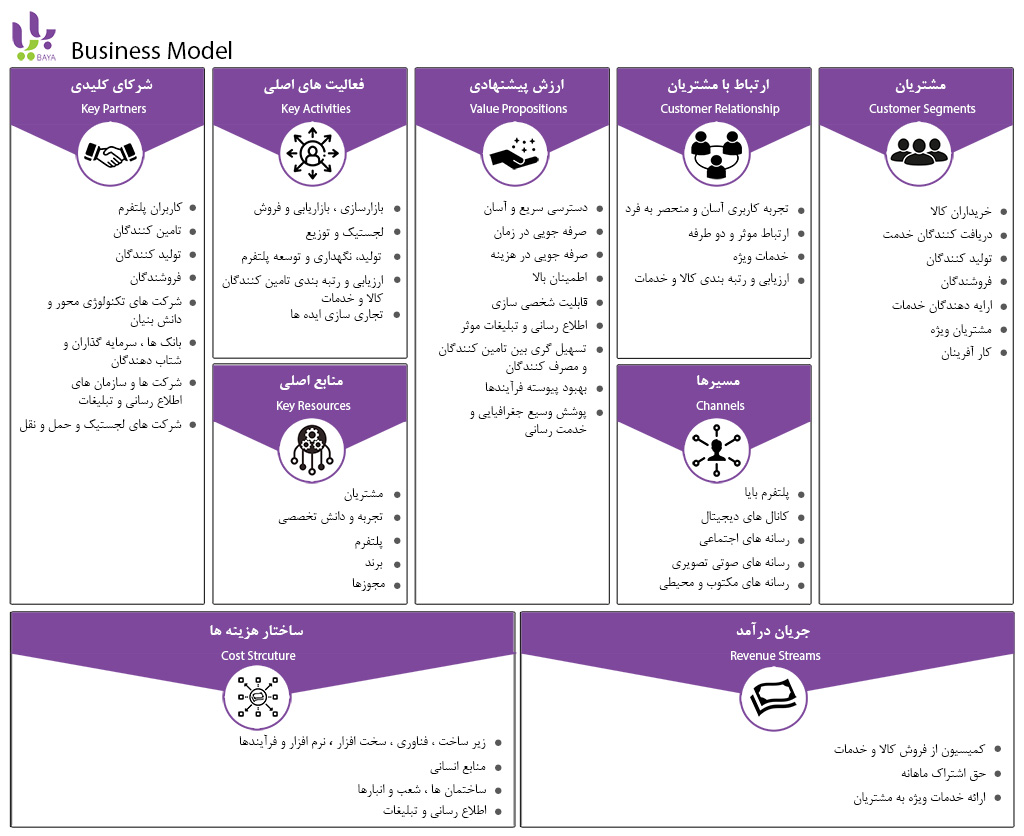 بایا
BAYA
Business Model
شرکای کلیدی
Key Partners
کاربران پلتفرم
تامین کنندگان
تولید کنندگان
فروشندگان
شرکت های تکنولوژی محور و
دانش بنیان
بانک ها ، سرمایه گذاران و
شتاب دهندگان
شرکت ها و سازمان های
اطلاع رسانی و تبلیغات
شرکت های لجستیک و حمل و نقل
فعالیت های اصلی
Key Activities
بازارسازی ، بازاریابی و فروش
لجستیک و توزیع
تولید، نگهداری و توسعه پلتفرم
ارزیابی و رتبه بندی تامین کنندگان
کالا و خدمات
تجاری سازی ایده ها
منابع اصلی
Key Resources
مشتریان
تجربه و دانش تخصصی
پلتفرم
برند
مجوزها
ارزش پیشنهادی
Value Propositions
دسترسی سریع و آسان
صرفه جویی در زمان
صرفه جویی در هزینه
اطمینان بالا
قابلیت شخصی سازی
اطلاع رسانی و تبلیغات موثر
تسهیل گری بین تامین کنندگان
و مصرف کنندگان
بهبود پیوسته فرآیندها
پوشش وسیع جغرافیایی و
خدمت رسانی
ارتباط با مشتریان
Customer Relationship
تجربه کاربری آسان و منحصر به فرد
ارتباط موثر و دو طرفه
خدمات ویژه
ارزیابی و رتبه بندی کالا و خدمات
مسیرها
Channels
پلتفرم بایا
کانال های دیجیتال
رسانه های اجتماعی
رسانه های صوتی تصویری
رسانه های مکتوب و محیطی
مشتریان
Customer Segments
خریداران کالا
دریافت کنندگان خدمت
تولید کنندگان
فروشندگان
ارایه دهندگان خدمات
مشتریان ویژه
کار آفرینان
ساختار هزینه ها
Cost Strcuture
زیر ساخت ، فناوری ، سخت افزار ، نرم افزار و فرآیندها
منابع انسانی
ساختمان ها ، شعب و انبارها
اطلاع رسانی و تبلیغات
جریان درآمد
Revenue Streams
کمیسیون از فروش کالا و خدمات
حق اشتراک ماهانه
ارائه خدمات ویژه به مشتریان